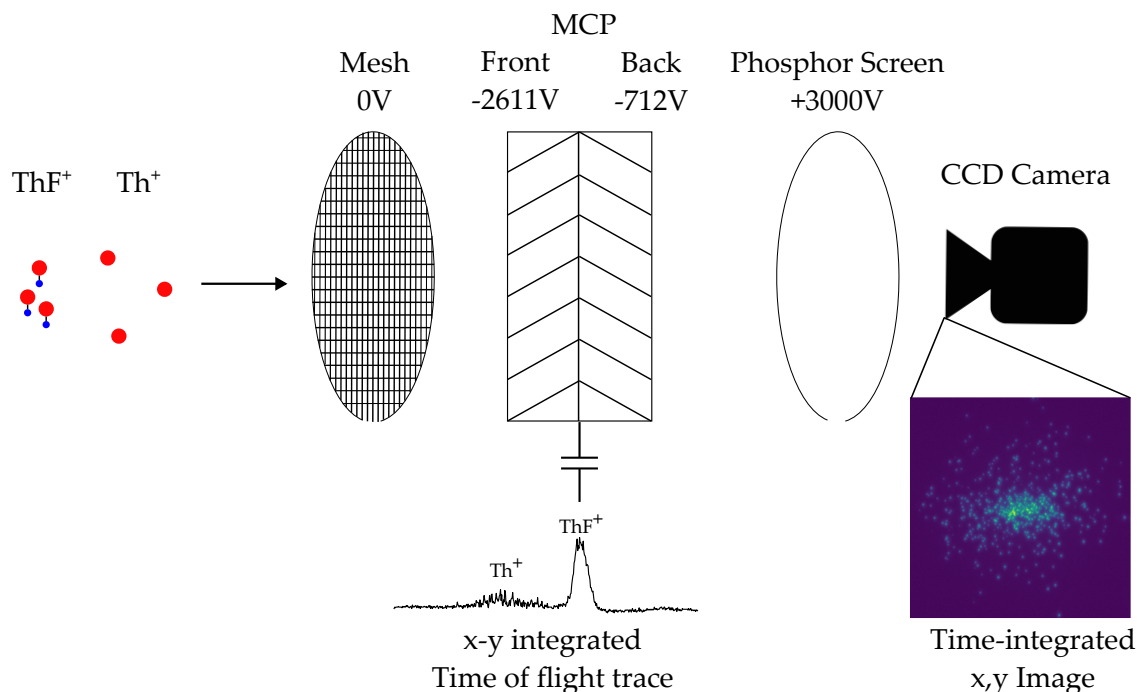 MCP
Mesh
0V
Front
-2611V
Back
-712V
Phosphor Screen
+3000V
ThF⁺
Th⁺
CCD Camera
Th⁺
ThF⁺
x-y integrated
Time of flight trace
Time-integrated
x,y Image